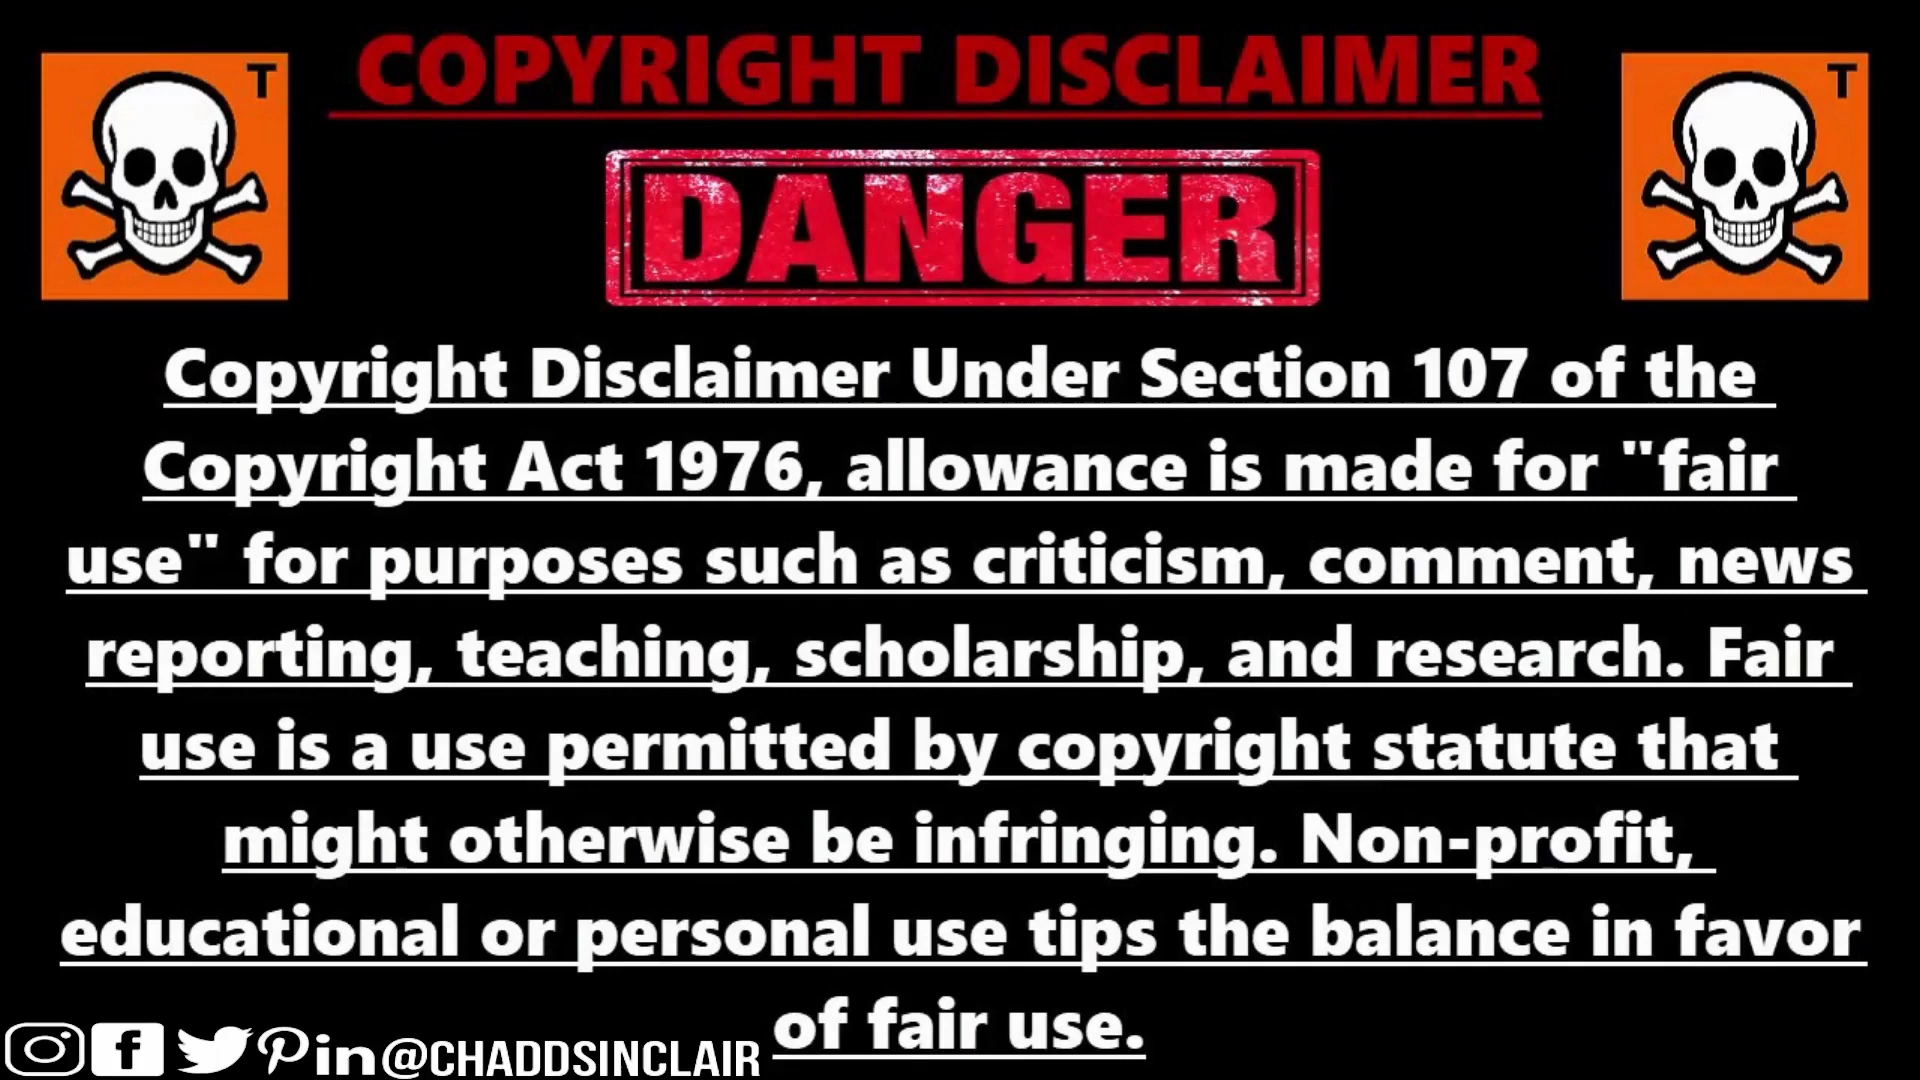 T
COPYRIGHT DISCLAIMER
T
DANGER
Copyright Disclaimer Under Section 107 of the
Copyright Act 1976, allowance is made for "fair
use" for purposes such as criticism, comment, news
reporting, teaching, scholarship, and research. Fair
use is a use permitted by copyright statute that
might otherwise be infringing. Non-profit,
educational or personal use tips the balance in favor
of fair use.
in@CHADDSINCLAIR